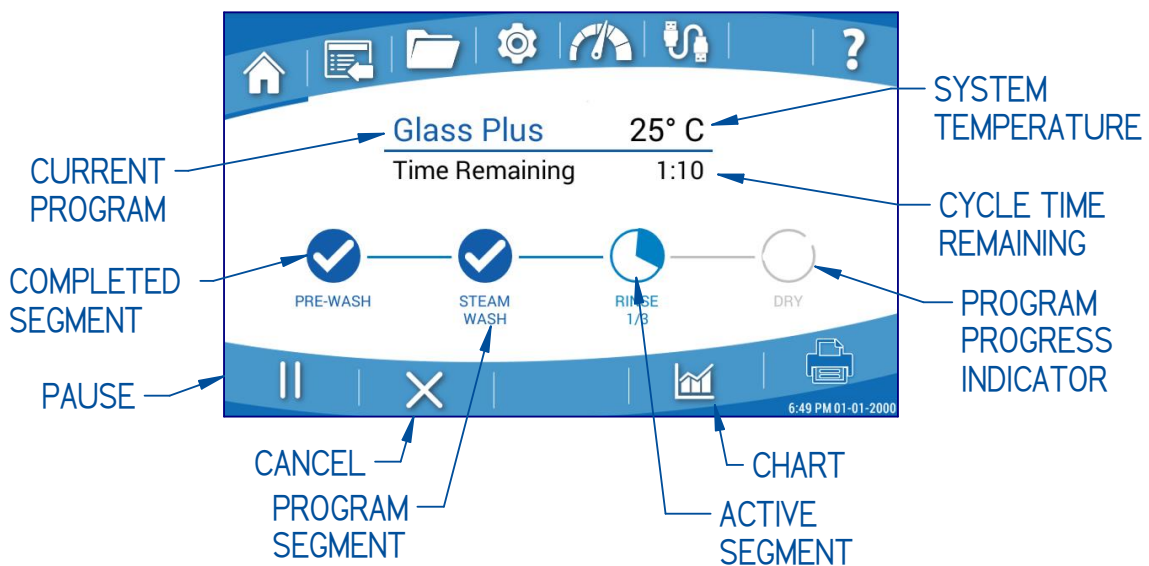 ?
SYSTEM
TEMPERATURE
Glass Plus 25° C
Time Remaining 1:10
CURRENT
PROGRAM
CYCLE TIME
REMAINING
COMPLETED
SEGMENT
PRE-WASH
STEAM
WASH
RINSE
1/3
DRY
PROGRAM
PROGRESS
INDICATOR
PAUSE
6:49 PM 01-01-2000
CANCEL
CHART
PROGRAM
SEGMENT
ACTIVE
SEGMENT